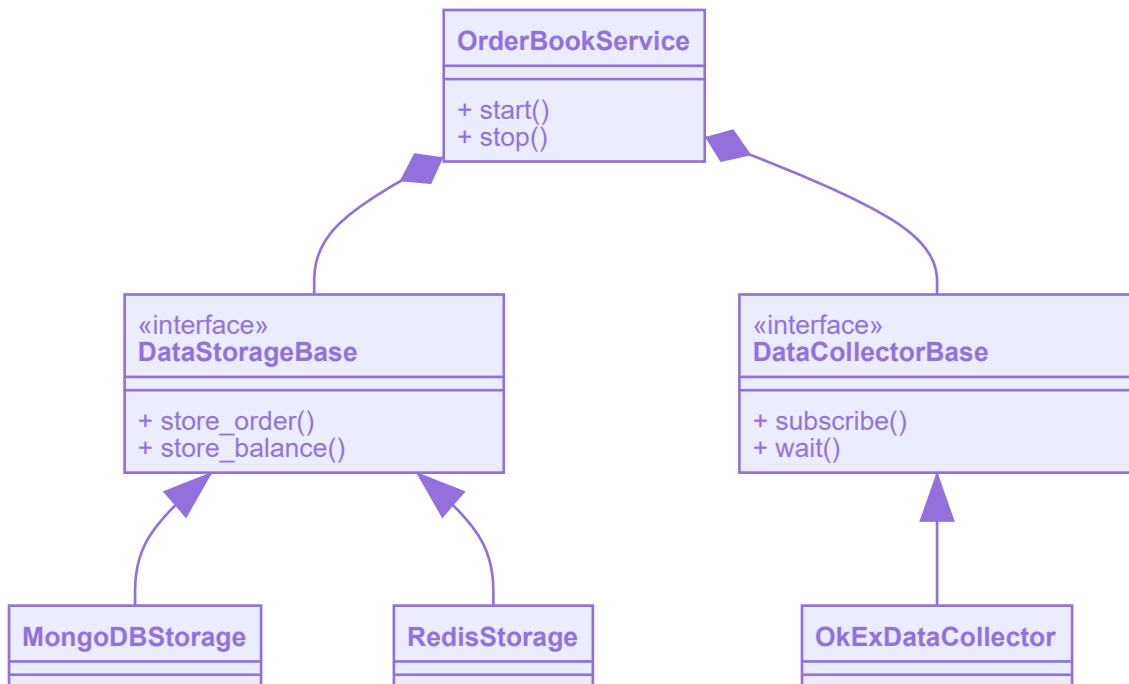 OrderBookService
+ start()
+ stop()
«interface»
DataStorageBase
+ store_order()
+ store_balance()
«interface»
DataCollectorBase
+ subscribe()
+ wait()
MongoDBStorage
RedisStorage
OkExDataCollector